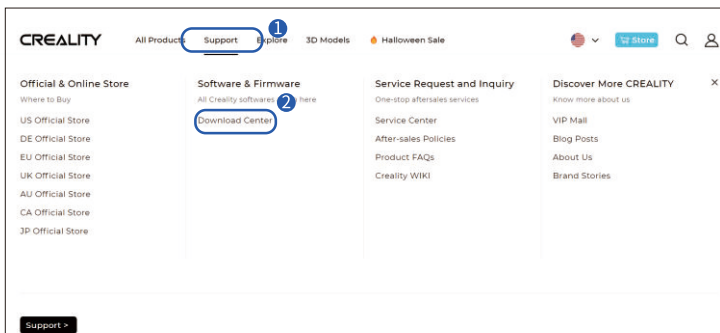 CREALITY
All Products Support Explore 3D Models Halloween Sale Store
1
Official & Online Store
Where to Buy
US Official Store
DE Official Store
EU Official Store
UK Official Store
AU Official Store
CA Official Store
JP Official Store
Software & Firmware
All Creality softwares here
2
Download Center
Service Request and Inquiry
One-stop aftersales services
Service Center
After-sales Policies
Product FAQs
Creality WIKI
Discover More CREALITY
Know more about us
VIP Mall
Blog Posts
About Us
Brand Stories
×
Support >